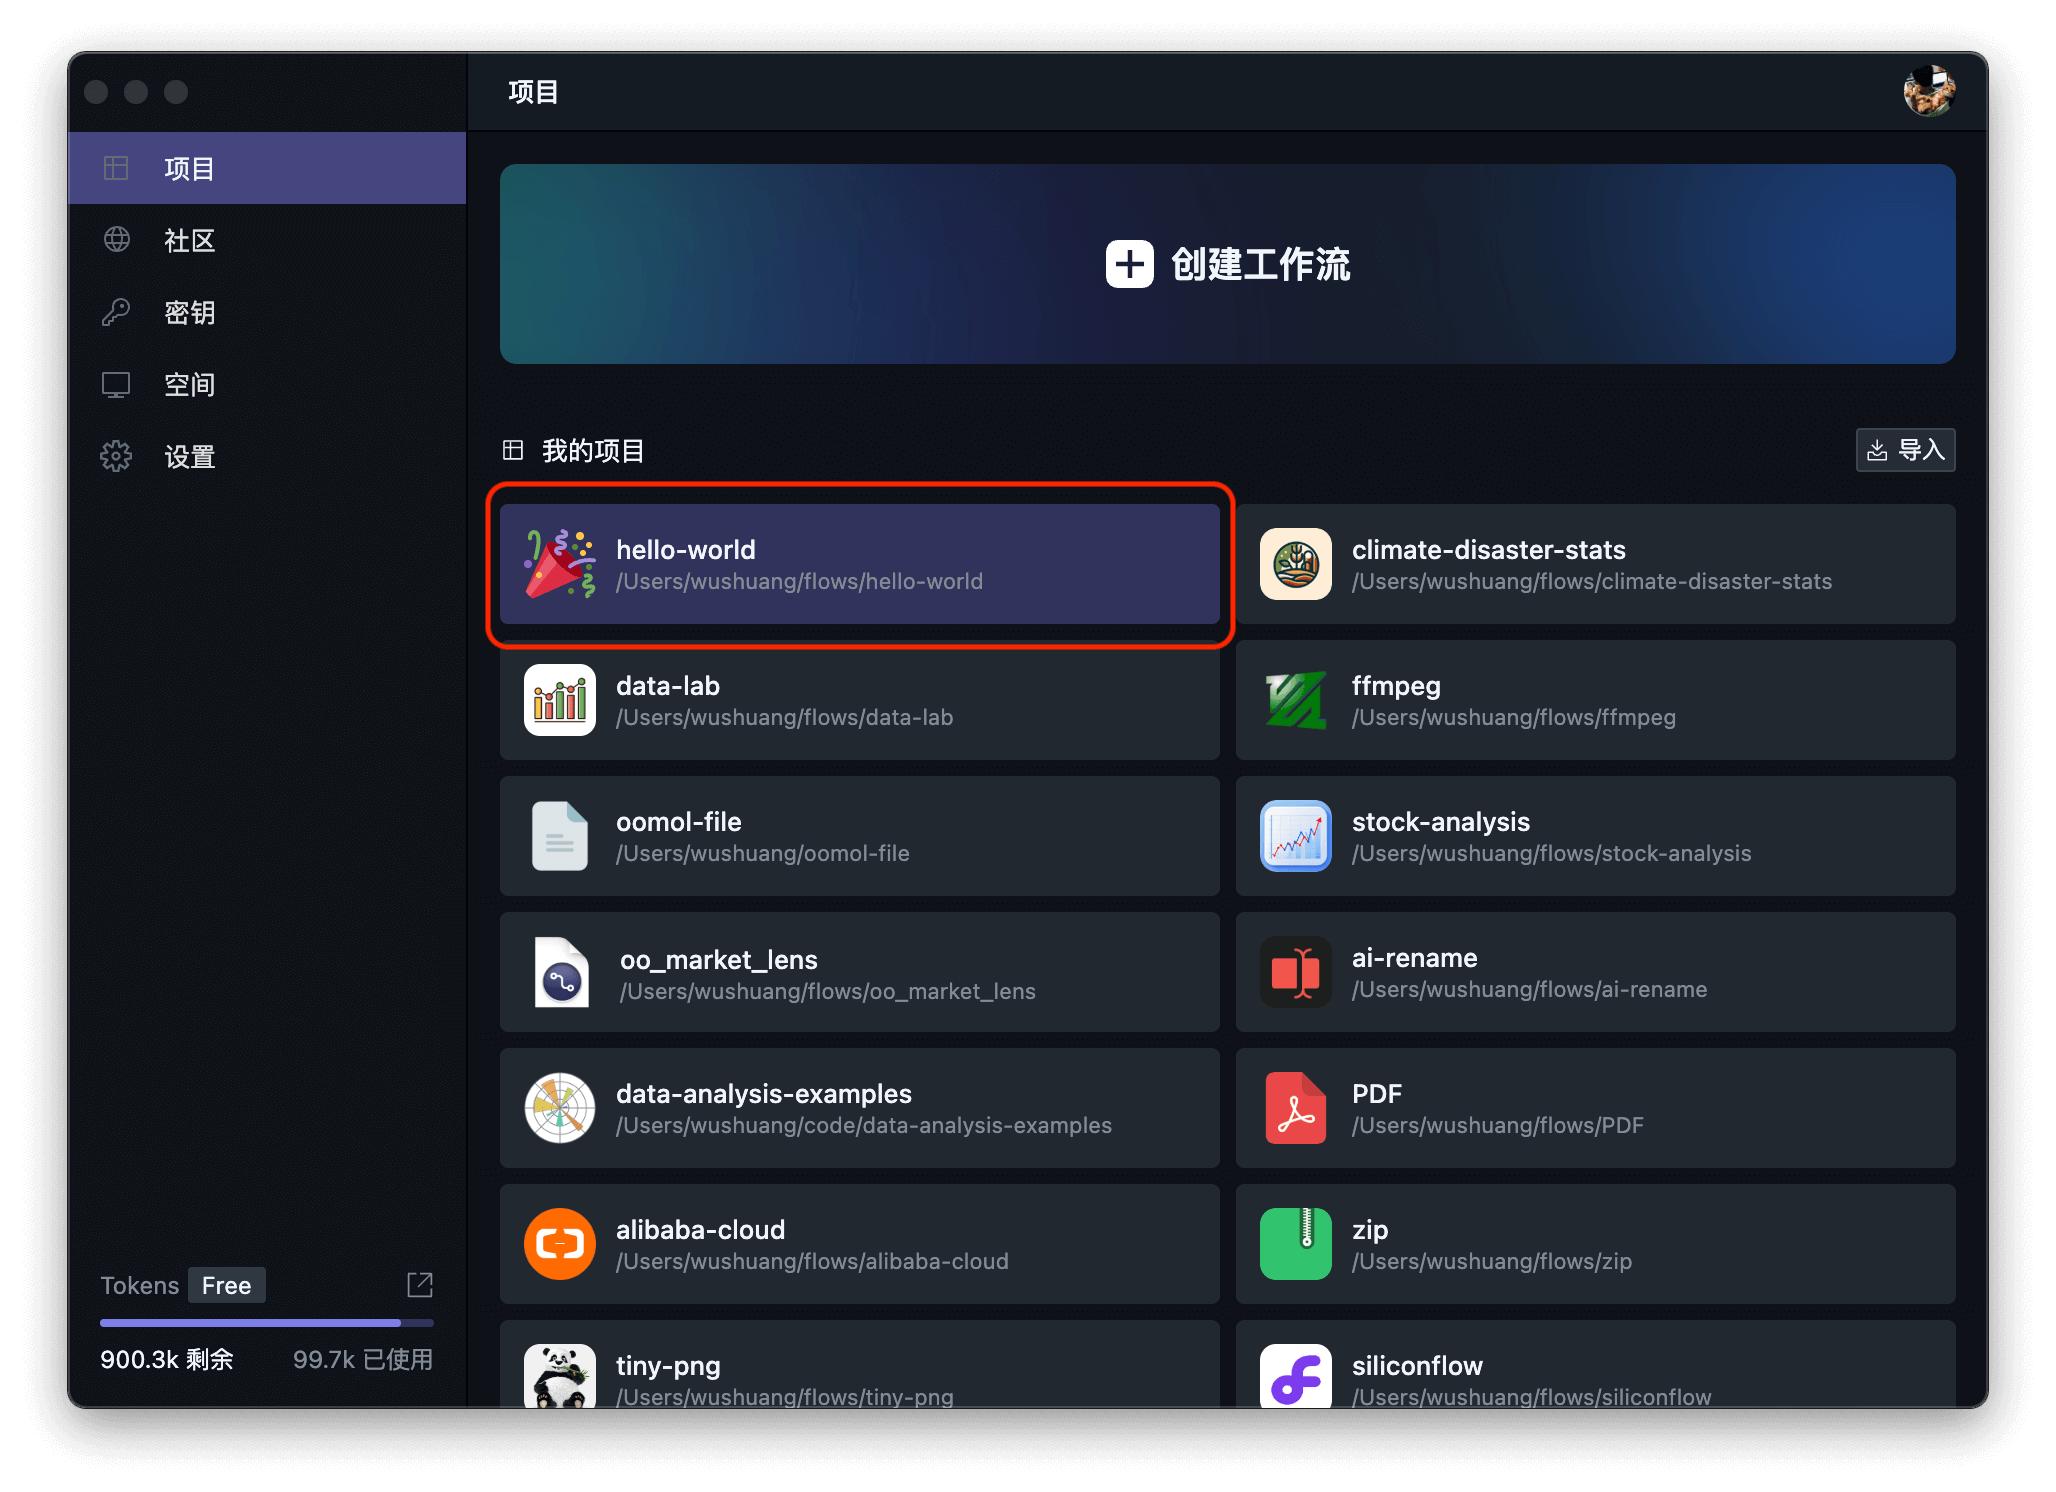 项目
社区
密钥
空间
设置
Tokens Free
900.3k 剩余 99.7k 已使用
项目
创建工作流
我的项目
导入
hello-world
/Users/wushuang/flows/hello-world
climate-disaster-stats
/Users/wushuang/flows/climate-disaster-stats
data-lab
/Users/wushuang/flows/data-lab
ffmpeg
/Users/wushuang/flows/ffmpeg
oomol-file
/Users/wushuang/oomol-file
stock-analysis
/Users/wushuang/flows/stock-analysis
oo_market_lens
/Users/wushuang/flows/oo_market_lens
ai-rename
/Users/wushuang/flows/ai-rename
data-analysis-examples
/Users/wushuang/code/data-analysis-examples
PDF
/Users/wushuang/flows/PDF
alibaba-cloud
/Users/wushuang/flows/alibaba-cloud
zip
/Users/wushuang/flows/zip
tiny-png
/Users/wushuang/flows/tiny-png
siliconflow
/Users/wushuang/flows/siliconflow